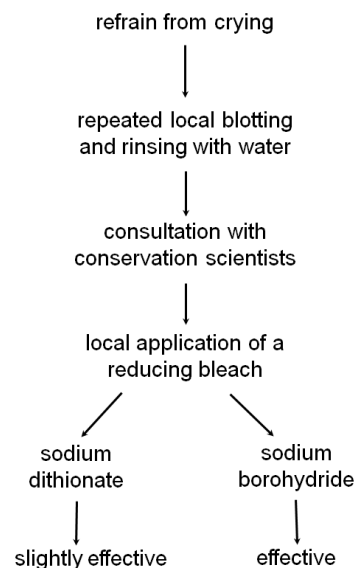 refrain from crying
repeated local blotting
and rinsing with water
consultation with
conservation scientists
local application of a
reducing bleach
sodium
dithionate
sodium
borohydride
slightly effective
effective